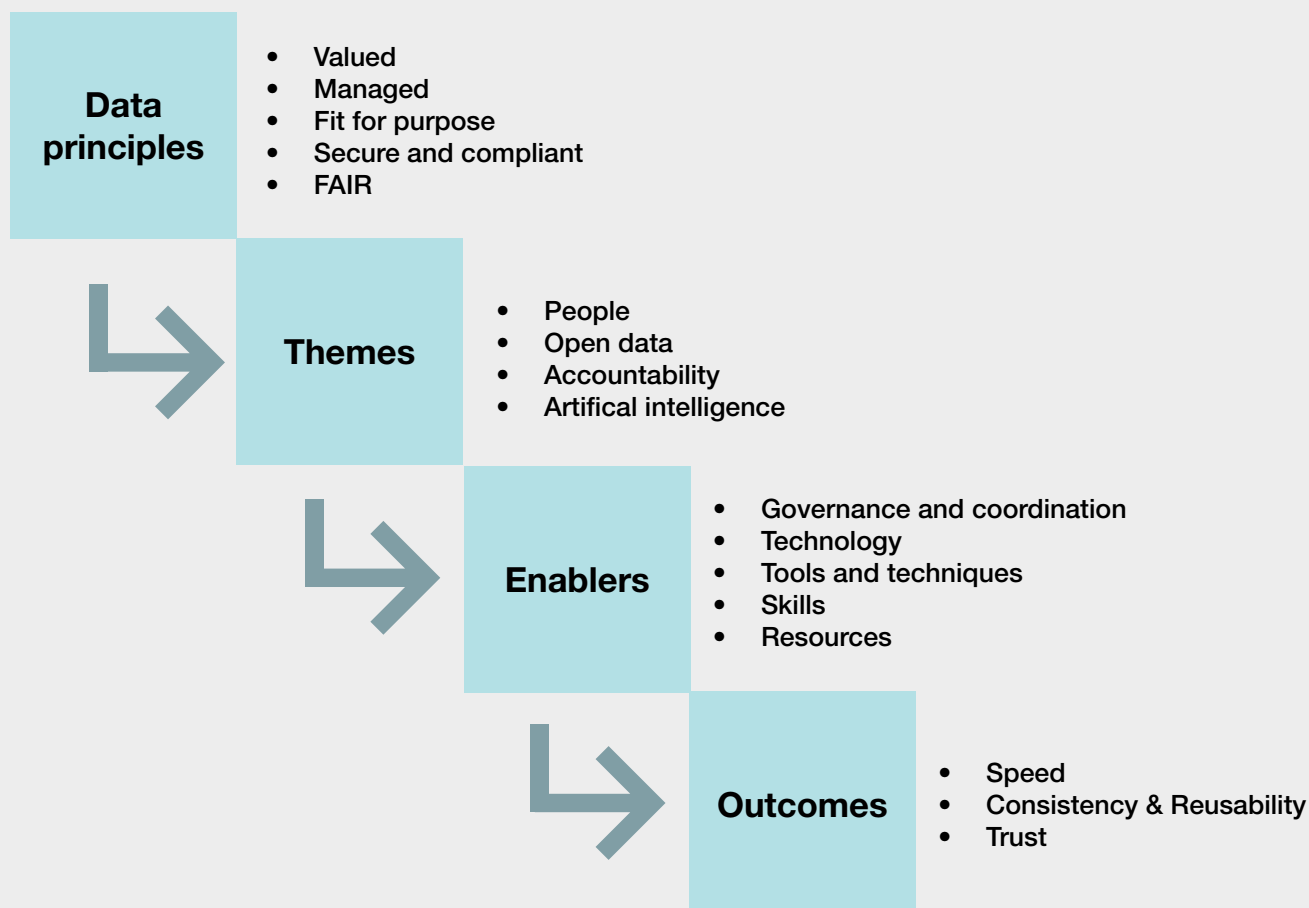 Data
principles
• Valued
• Managed
• Fit for purpose
• Secure and compliant
• FAIR
Themes
• People
• Open data
• Accountability
• Artifical intelligence
Enablers
• Governance and coordination
• Technology
• Tools and techniques
• Skills
• Resources
Outcomes
• Speed
• Consistency & Reusability
• Trust